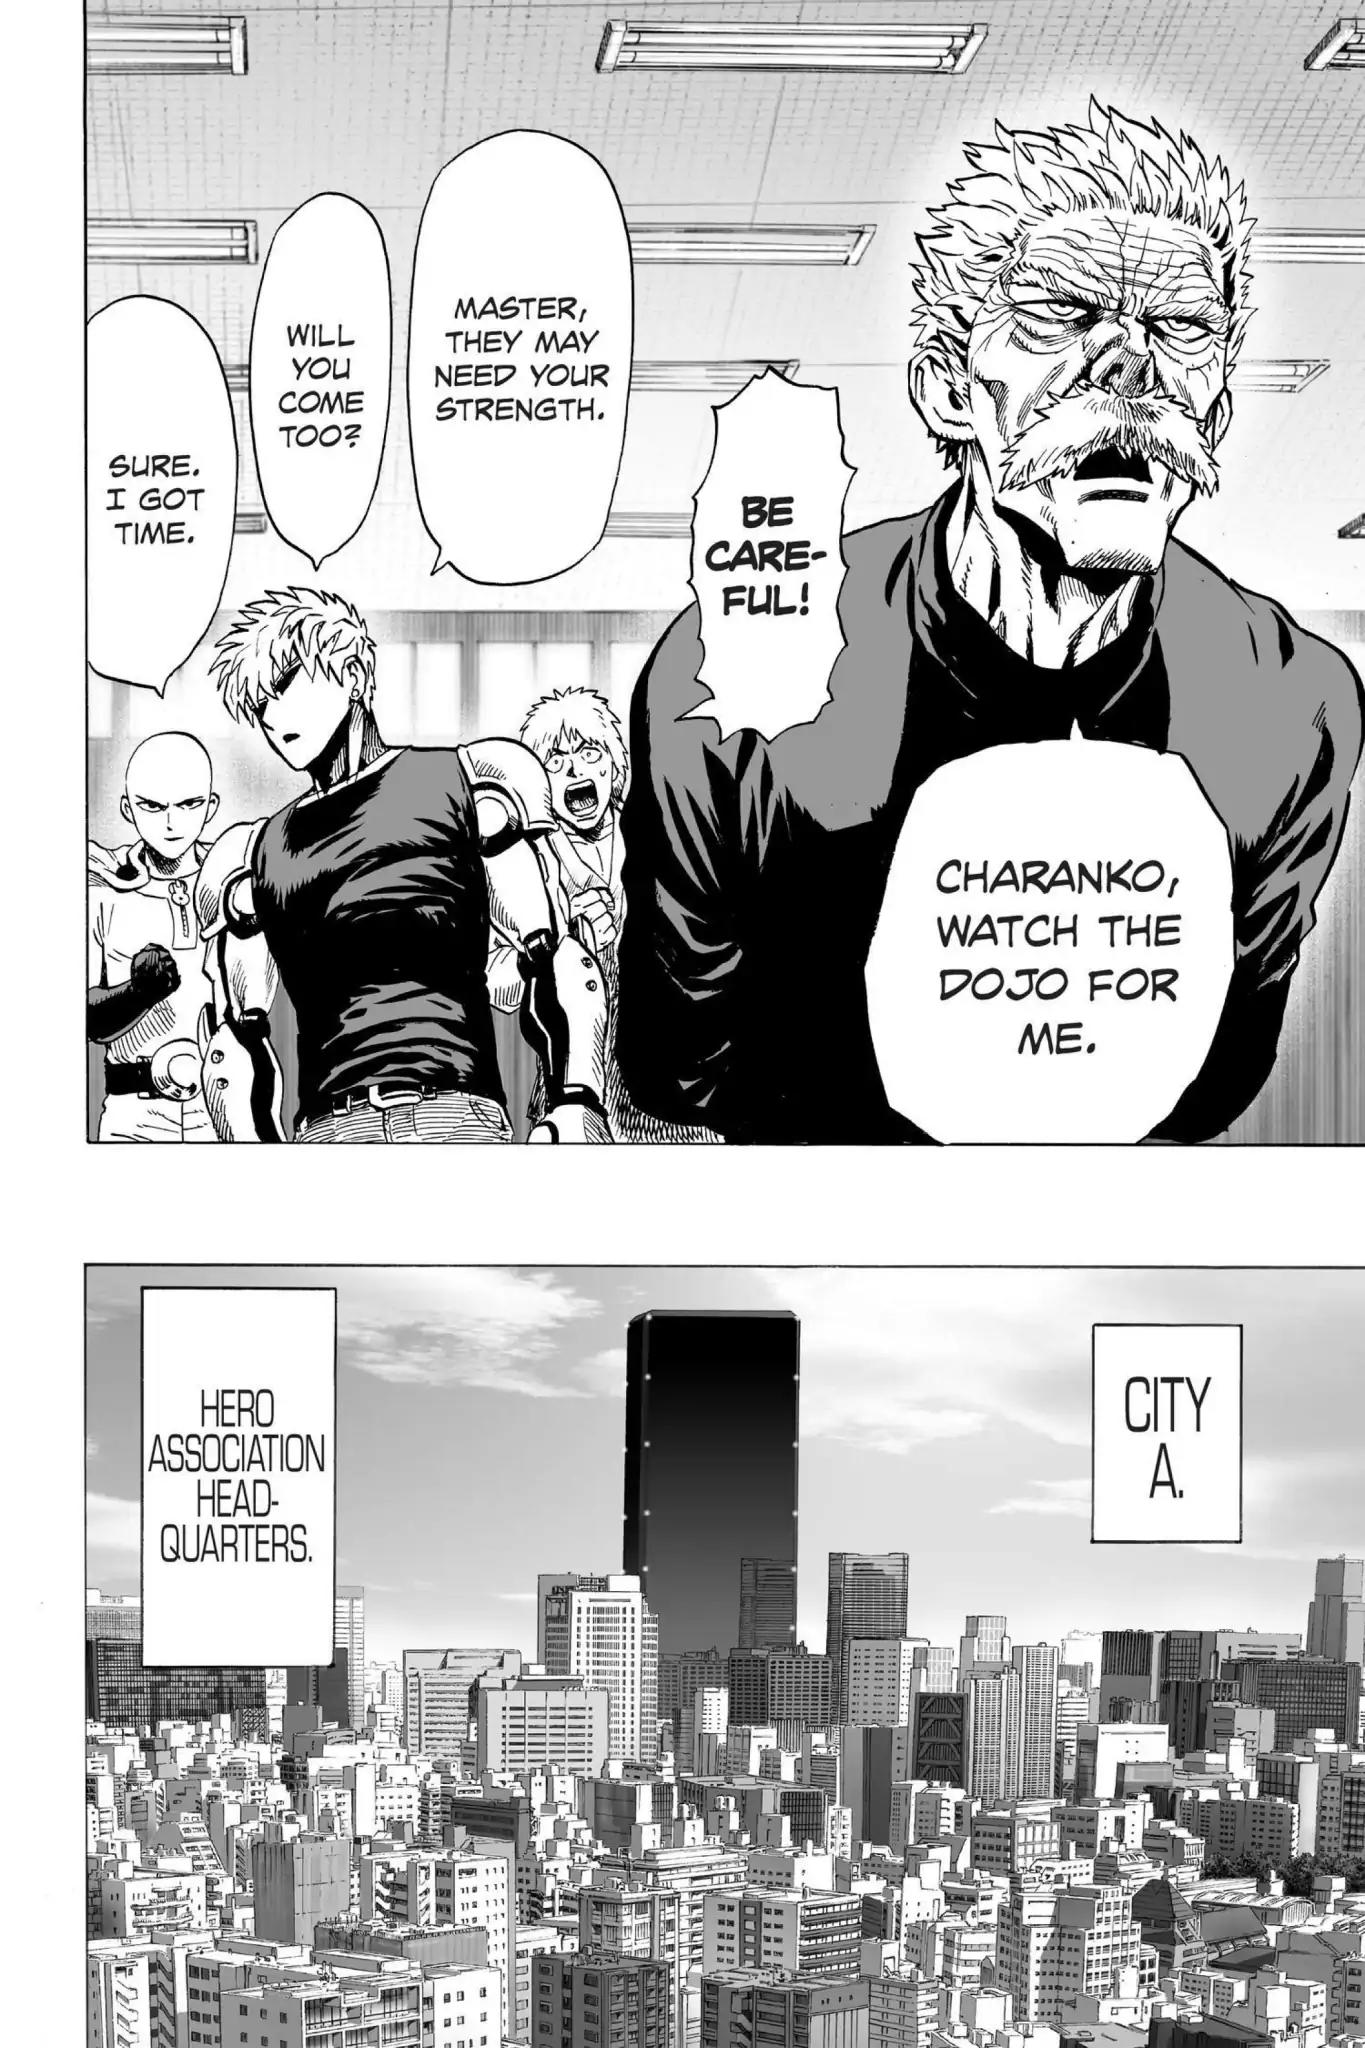 CHARANKO,
WATCH THE
DOJO FOR
ME.
BE
CARE-
FUL!
MASTER,
THEY MAY
NEED YOUR
STRENGTH.
WILL
YOU
COME
TOO?
SURE.
I GOT
TIME.
CITY
A.
HERO
ASSOCIATION
HEAD-
QUARTERS.